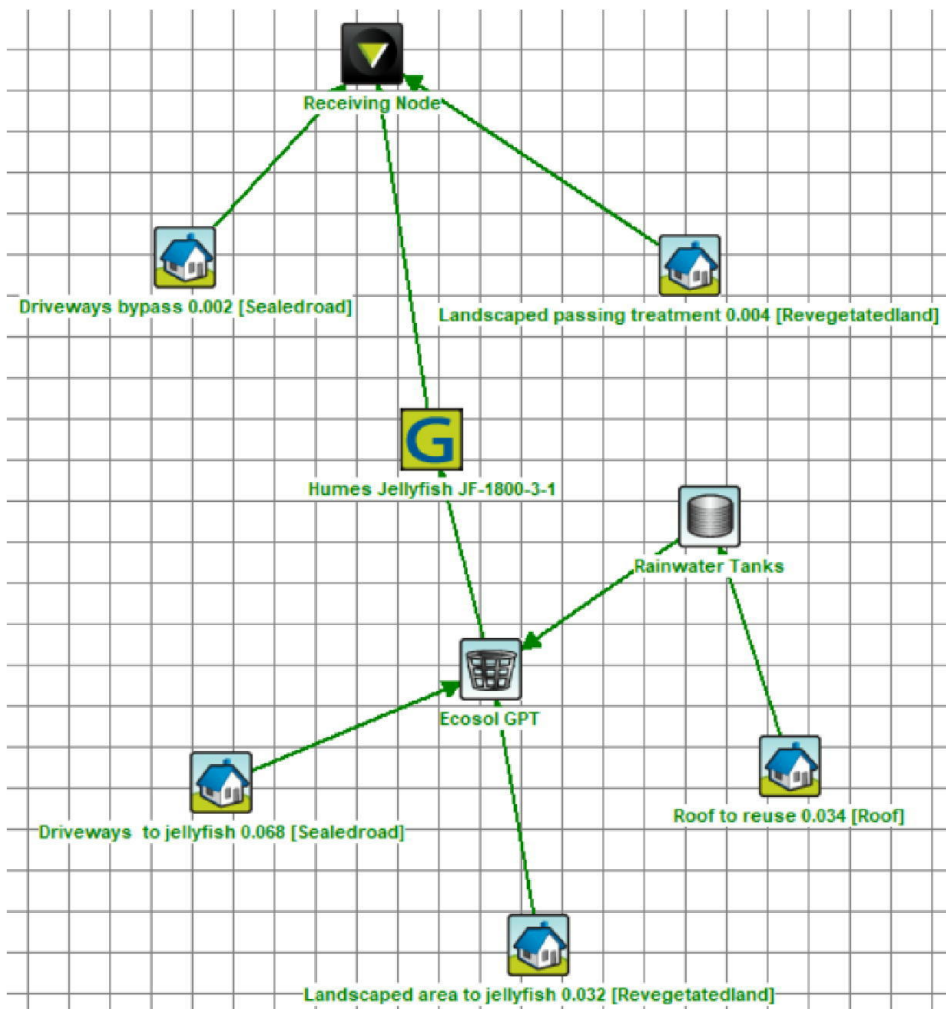 Receiving Node
Driveways bypass 0.002 [Sealedroad]
Landscaped passing treatment 0.004 [Revegetatedland]
G
Humes Jellyfish JF-1800-3-1
Rainwater Tanks
Ecosol GPT
Driveways to jellyfish 0.068 [Sealedroad]
Roof to reuse 0.034 [Roof]
Landscaped area to jellyfish 0.032 [Revegetatedland]